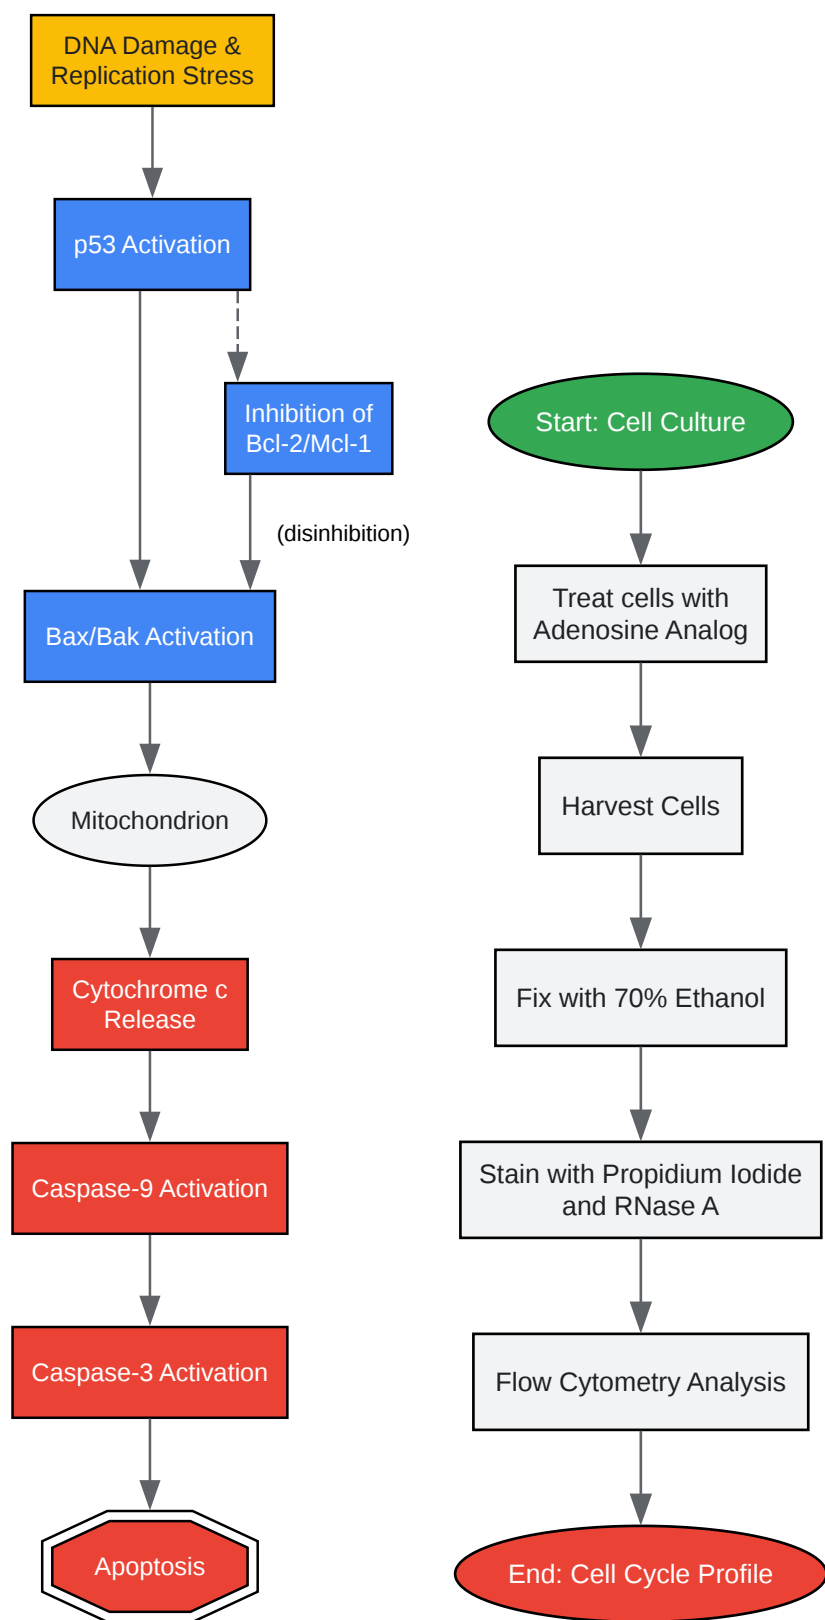 DNA Damage &
Replication Stress
p53 Activation
Inhibition of
Bcl-2/Mcl-1
(disinhibition)
Bax/Bak Activation
Mitochondrion
Cytochrome c
Release
Caspase-9 Activation
Caspase-3 Activation
Apoptosis
Start: Cell Culture
Treat cells with
Adenosine Analog
Harvest Cells
Fix with 70% Ethanol
Stain with Propidium Iodide
and RNase A
Flow Cytometry Analysis
End: Cell Cycle Profile